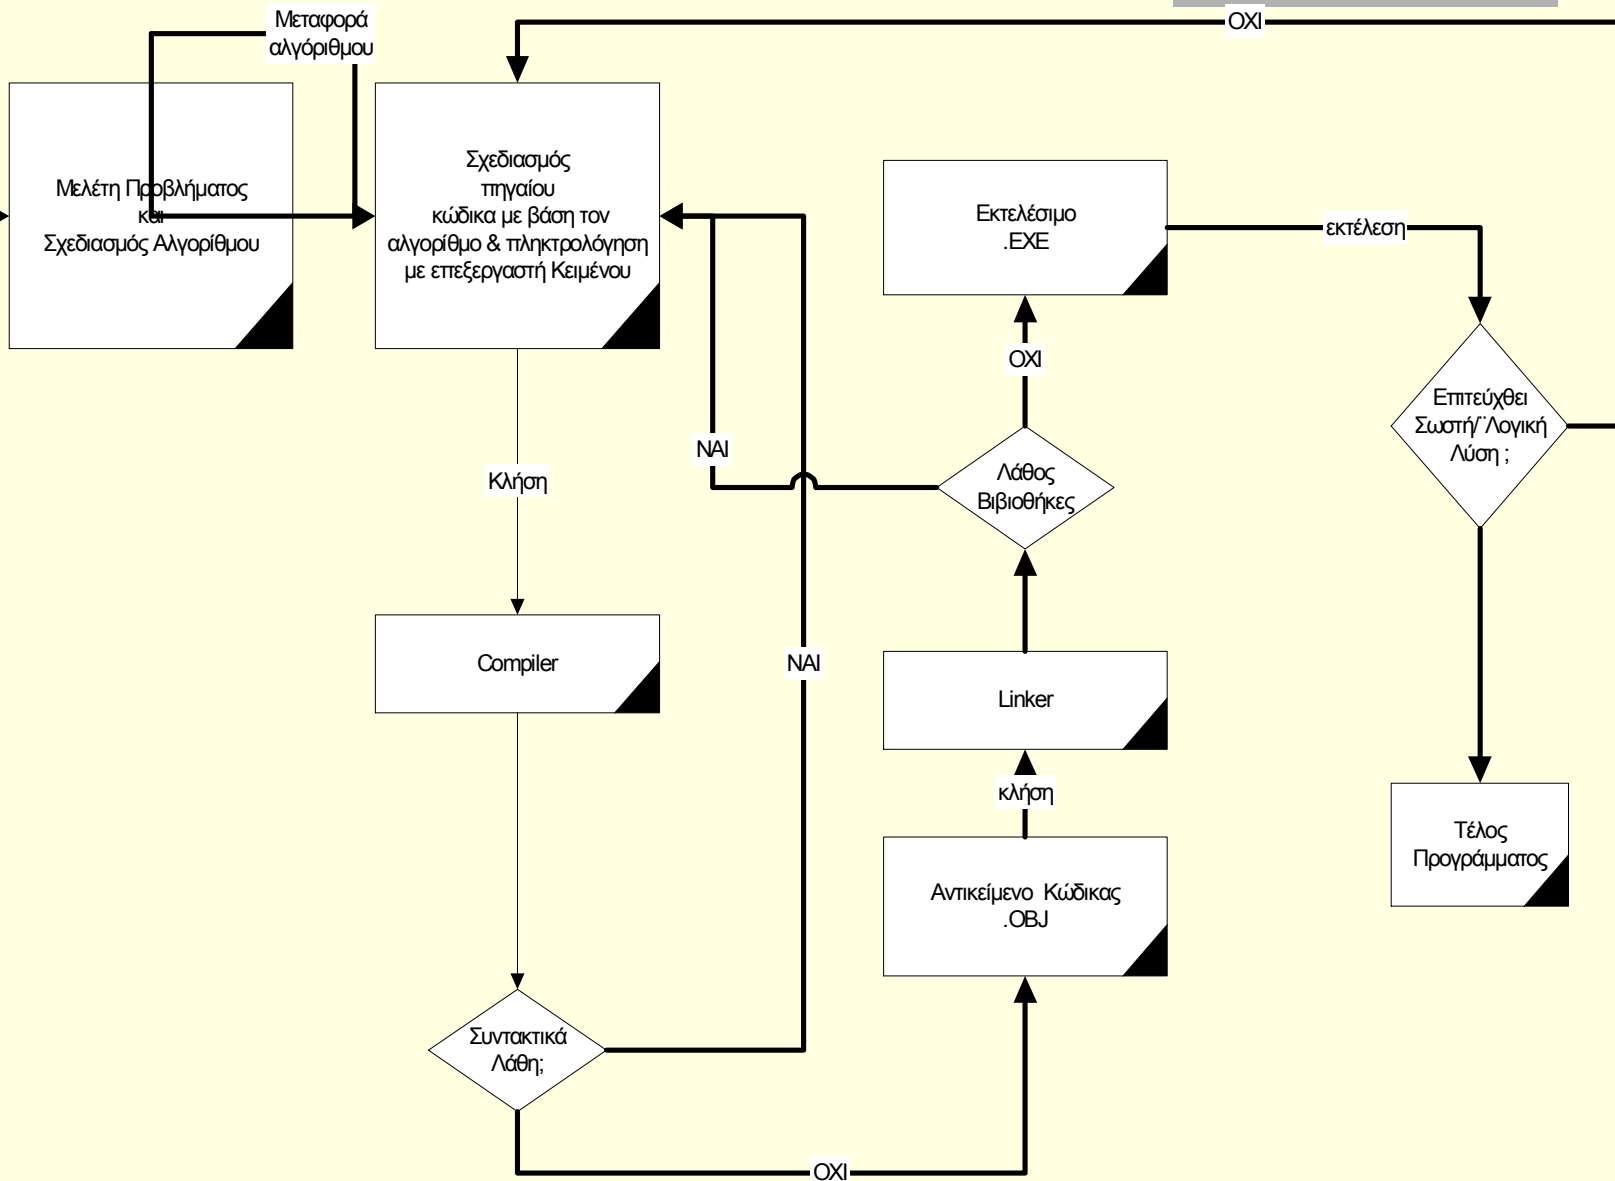 Μεταφορά
αλγόριθμου
ΟΧΙ
Μελέτη Προβλήματος
και
Σχεδιασμός Αλγορίθμου
Σχεδιασμός
πηγαίου
κώδικα με βάση τον
αλγορίθμο & πληκτρολόγηση
με επεξεργαστή Κειμένου
Εκτελέσιμο
.EXE
εκτέλεση
ΟΧΙ
Επιτεύχθει
Σωστή/¨Λογική
Λύση ;
ΝΑΙ
Λάθος
Βιβιοθήκες
Κλήση
Compiler
ΝΑΙ
Linker
κλήση
Αντικείμενο Κώδικας
.OBJ
Τέλος
Προγράμματος
Συντακτικά
Λάθη;
ΟΧΙ